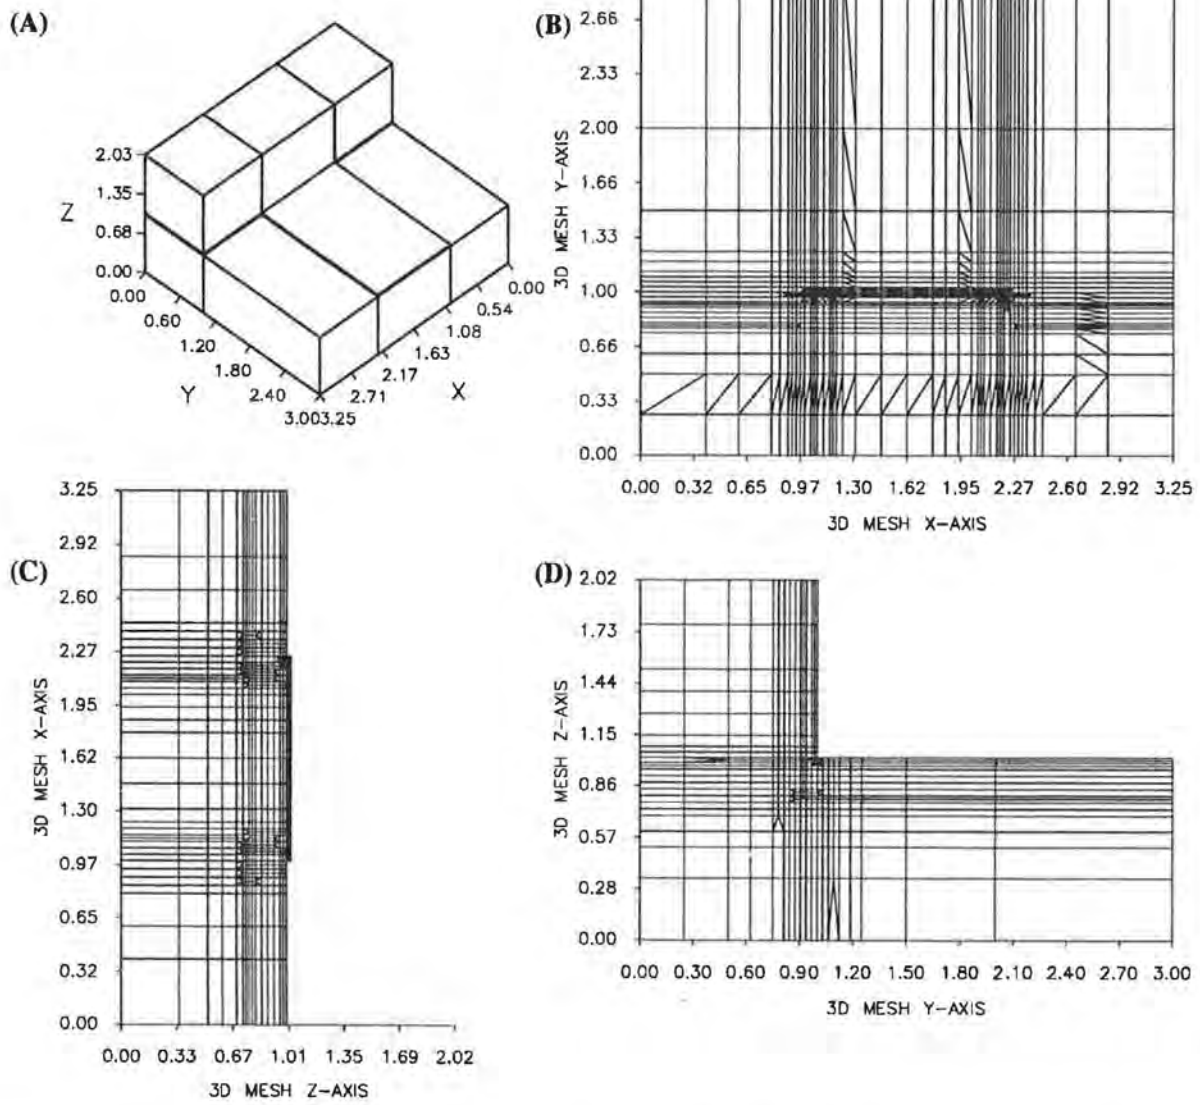 (A)
2.03
1.35
Z
0.68
0.00
0.00
0.60
1.20
Y
1.80
2.40
3.003.25
2.71
2.17
X
1.63
1.08
0.54
0.00
(B)
2.66
2.33
2.00
1.66
1.33
1.00
0.66
0.33
0.00
3D MESH Y-AXIS
0.00 0.32 0.65 0.97 1.30 1.62 1.95 2.27 2.60 2.92 3.25
3D MESH X-AXIS
(C)
3.25
2.92
2.60
2.27
1.95
1.62
1.30
0.97
0.65
0.32
0.00
3D MESH X-AXIS
0.00 0.33 0.67 1.01 1.35 1.69 2.02
3D MESH Z-AXIS
(D)
2.02
1.73
1.44
1.15
0.86
0.57
0.28
0.00
3D MESH Z-AXIS
0.00 0.30 0.60 0.90 1.20 1.50 1.80 2.10 2.40 2.70 3.00
3D MESH Y-AXIS